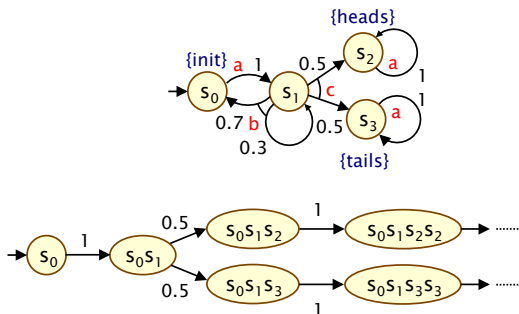 {heads}
{init} a 1 0.5 s2 a 1
s0 s1 c 1
0.7 b 0.5 s3 a
0.3
{tails}
s0 1 s0s1 0.5 s0s1s2 1 s0s1s2s2 ······
0.5 s0s1s3 1 s0s1s3s3 ······